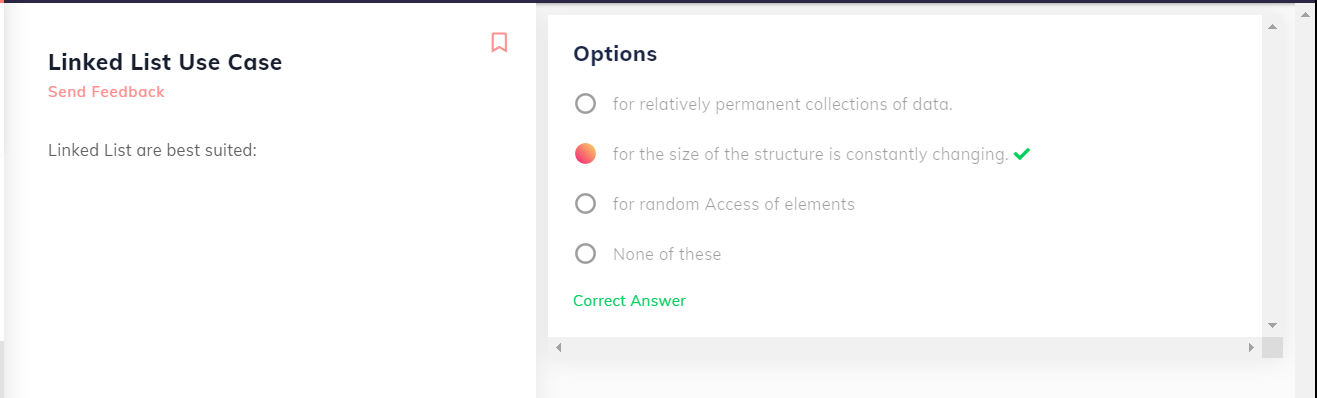 Linked List Use Case
Send Feedback
Linked List are best suited:
Options
for relatively permanent collections of data.
for the size of the structure is constantly changing.
for random Access of elements
None of these
Correct Answer